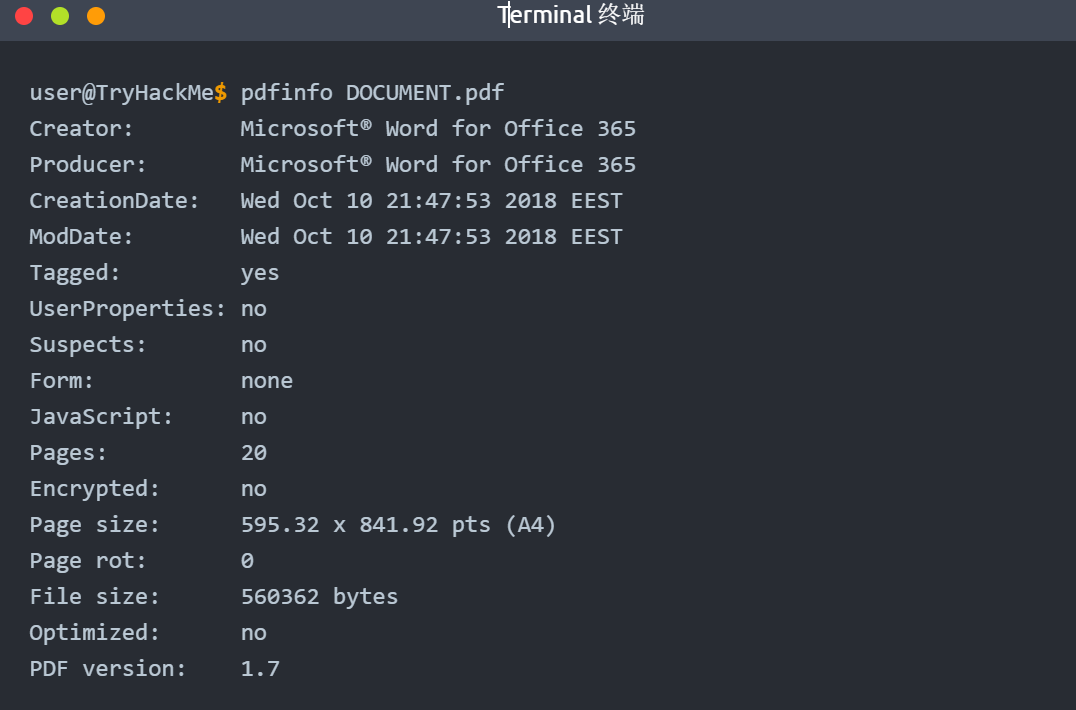 Terminal 终端
user@TryHackMe$ pdfinfo DOCUMENT.pdf
Creator: Microsoft® Word for Office 365
Producer: Microsoft® Word for Office 365
CreationDate: Wed Oct 10 21:47:53 2018 EEST
ModDate: Wed Oct 10 21:47:53 2018 EEST
Tagged: yes
UserProperties: no
Suspects: no
Form: none
JavaScript: no
Pages: 20
Encrypted: no
Page size: 595.32 x 841.92 pts (A4)
Page rot: 0
File size: 560362 bytes
Optimized: no
PDF version: 1.7